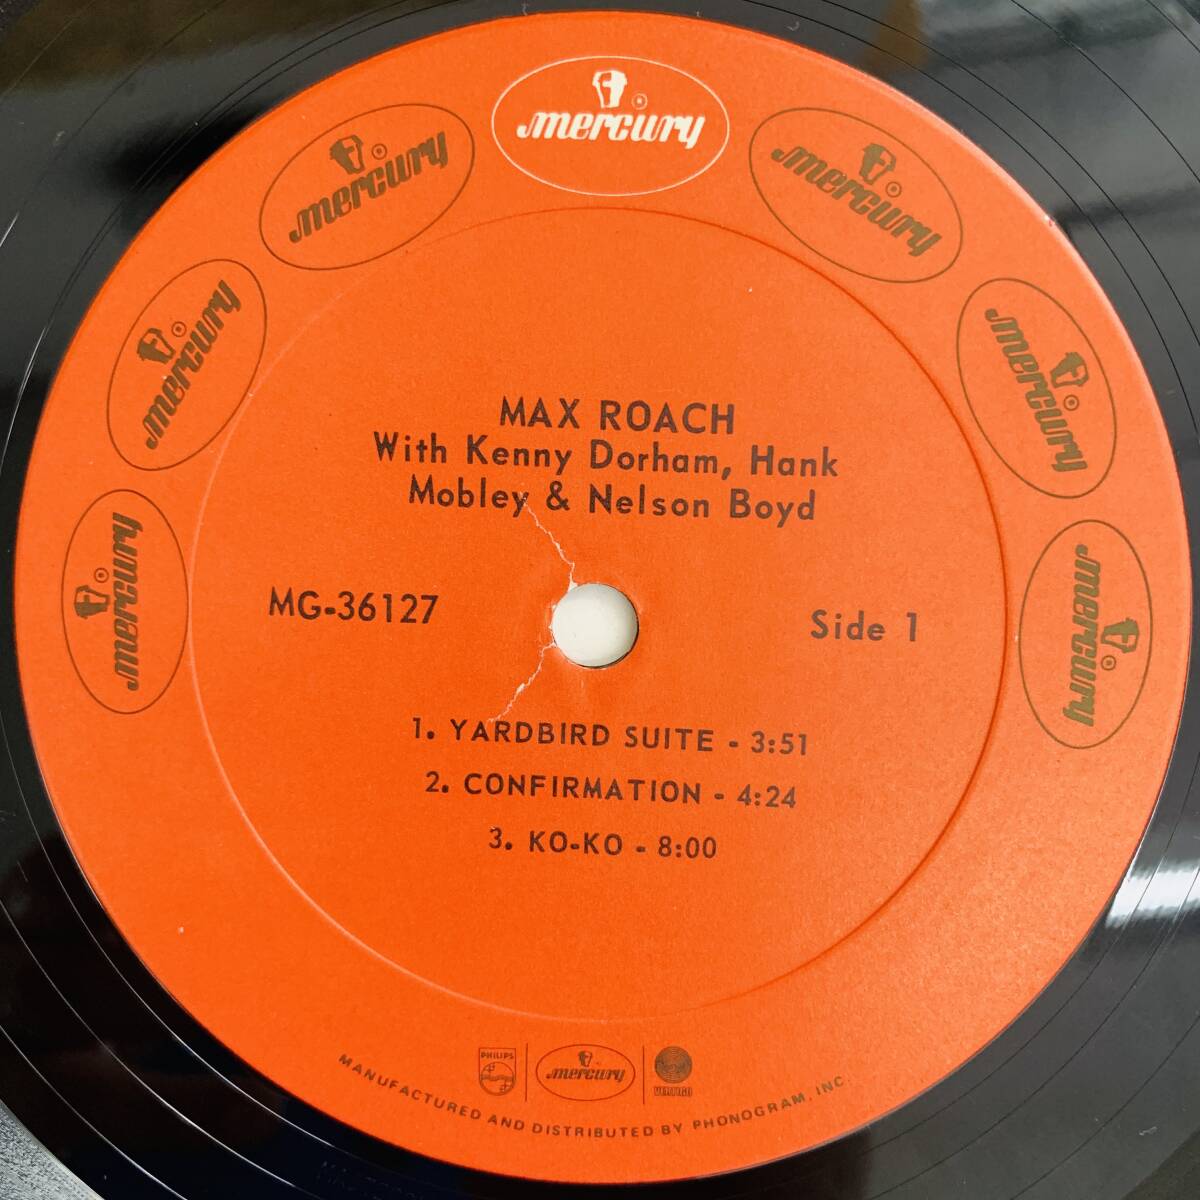 mercury ®
mercury ®
mercury ®
mercury ®
mercury ®
mercury ®
mercury ®
MAX ROACH
With Kenny Dorham, Hank
Mobley & Nelson Boyd
MG-36127
Side 1
1. YARDBIRD SUITE - 3:51
2. CONFIRMATION - 4:24
3. KO-KO - 8:00
PHILIPS
mercury
VERTIGO
MANUFACTURED AND DISTRIBUTED BY PHONOGRAM, INC.